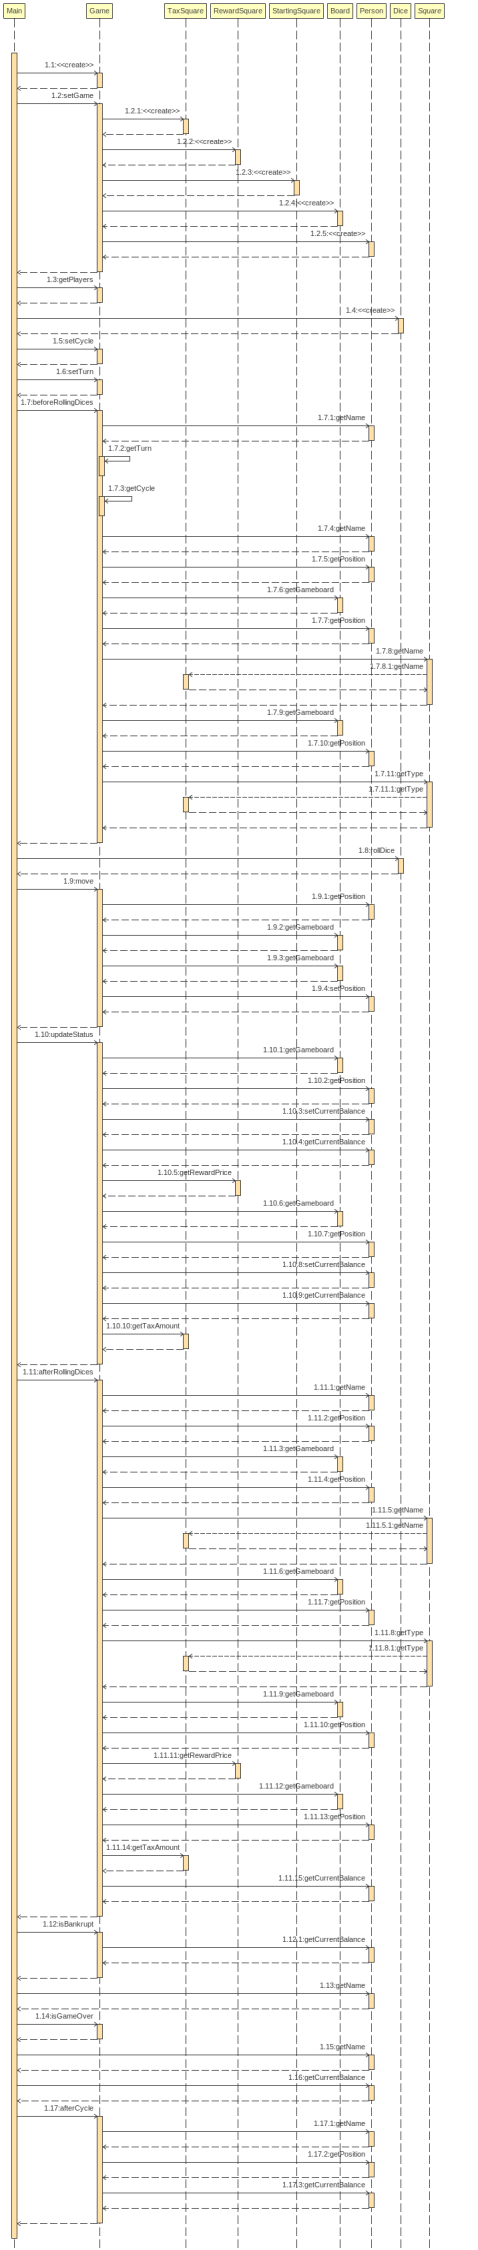 Main Game TaxSquare RewardSquare StartingSquare Board Person Dice Square
1.1:<<create>>
1.2:setGame
1.2.1:<<create>>
1.2.2:<<create>>
1.2.3:<<create>>
1.2.4:<<create>>
1.2.5:<<create>>
1.3:getPlayers
1.4:<<create>>
1.5:setCycle
1.6:setTurn
1.7:beforeRollingDices
1.7.1:getName
1.7.2:getTurn
1.7.3:getCycle
1.7.4:getName
1.7.5:getPosition
1.7.6:getGameboard
1.7.7:getPosition
1.7.8:getName
1.7.8.1:getName
1.7.9:getGameboard
1.7.10:getPosition
1.7.11:getType
1.7.11.1:getType
1.8:rollDice
1.9:move
1.9.1:getPosition
1.9.2:getGameboard
1.9.3:getGameboard
1.9.4:setPosition
1.10:updateStatus
1.10.1:getGameboard
1.10.2:getPosition
1.10.3:setCurrentBalance
1.10.4:getCurrentBalance
1.10.5:getRewardPrice
1.10.6:getGameboard
1.10.7:getPosition
1.10.8:setCurrentBalance
1.10.9:getCurrentBalance
1.10.10:getTaxAmount
1.11:afterRollingDices
1.11.1:getName
1.11.2:getPosition
1.11.3:getGameboard
1.11.4:getPosition
1.11.5:getName
1.11.5.1:getName
1.11.6:getGameboard
1.11.7:getPosition
1.11.8:getType
1.11.8.1:getType
1.11.9:getGameboard
1.11.10:getPosition
1.11.11:getRewardPrice
1.11.12:getGameboard
1.11.13:getPosition
1.11.14:getTaxAmount
1.11.15:getCurrentBalance
1.12:isBankrupt
1.12.1:getCurrentBalance
1.13:getName
1.14:isGameOver
1.15:getName
1.16:getCurrentBalance
1.17:afterCycle
1.17.1:getName
1.17.2:getPosition
1.17.3:getCurrentBalance